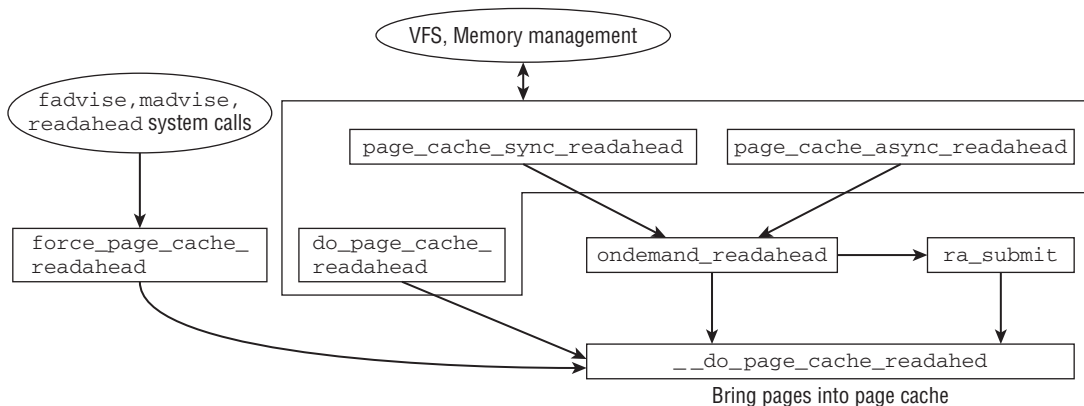 VFS, Memory management
fadvise,madvise,
readahead system calls
page_cache_sync_readahead
page_cache_async_readahead
force_page_cache_
readahead
do_page_cache_
readahead
ondemand_readahead
ra_submit
__do_page_cache_readahed
Bring pages into page cache